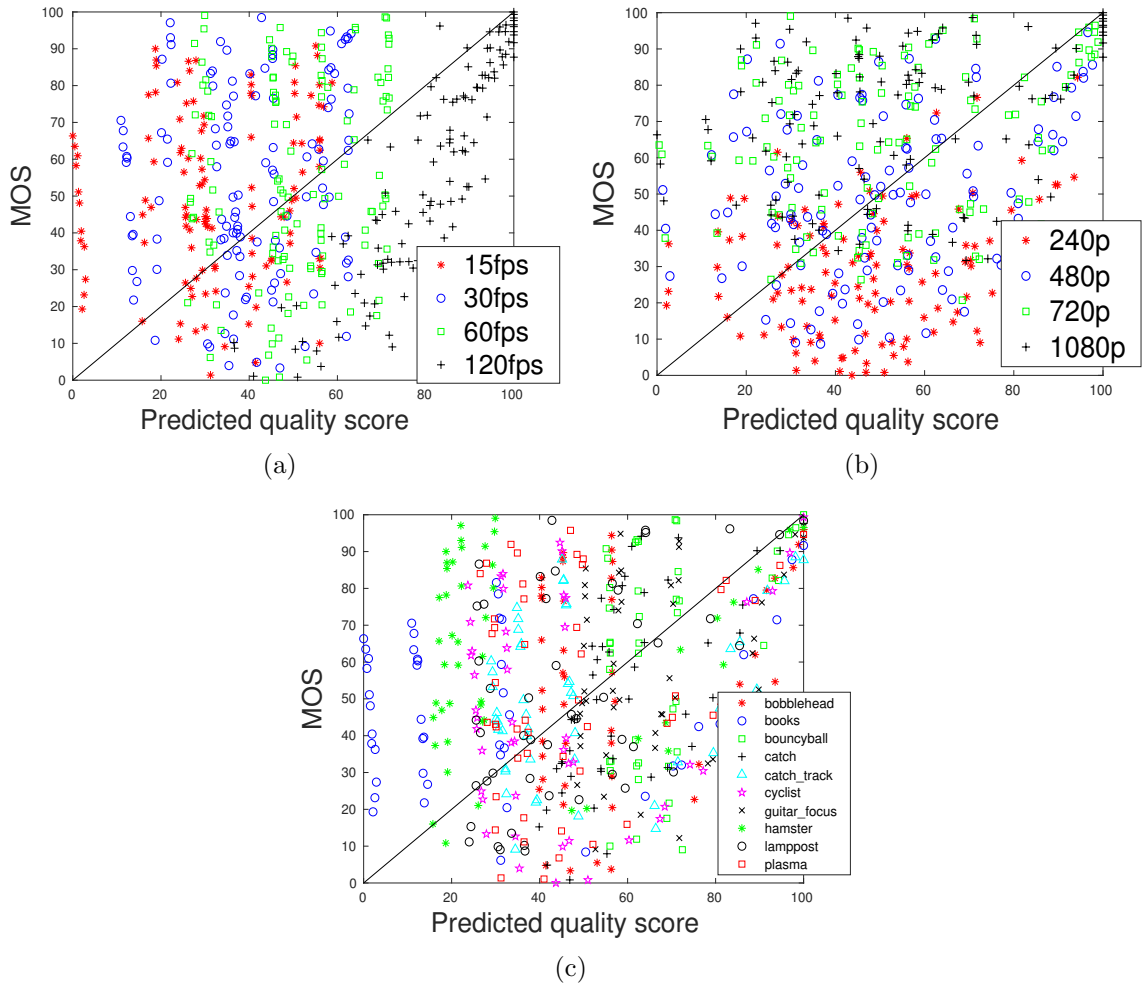 MOS
100
90
80
70
60
50
40
30
20
10
0
0 20 40 60 80 100
Predicted quality score
15fps
30fps
60fps
120fps
(a)
MOS
100
90
80
70
60
50
40
30
20
10
0
0 20 40 60 80 100
Predicted quality score
240p
480p
720p
1080p
(b)
MOS
100
90
80
70
60
50
40
30
20
10
0
0 20 40 60 80 100
Predicted quality score
bobblehead
books
bouncyball
catch
catch_track
cyclist
guitar_focus
hamster
lamppost
plasma
(c)